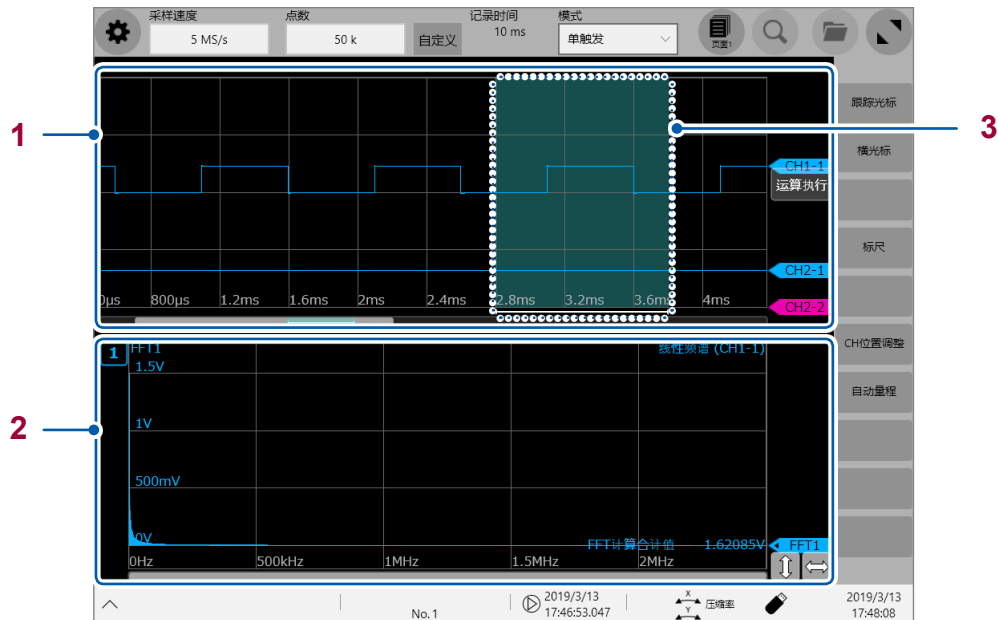 采样速度
点数
记录时间
模式
5 MS/s
50 k
自定义
10 ms
单触发
页面1
1
3
跟踪光标
横光标
CH1-1
运算执行
标尺
CH2-1
0μs 800μs 1.2ms 1.6ms 2ms 2.4ms 2.8ms 3.2ms 3.6ms 4ms
CH2-2
1 FFT1 线性频谱 (CH1-1)
CH位置调整
1.5V
自动量程
2
1V
500mV
0V
FFT计算合计值 1.62085V
FFT1
0Hz 500kHz 1MHz 1.5MHz 2MHz
No. 1
2019/3/13
17:46:53.047
X
Y
压缩率
2019/3/13
17:48:08